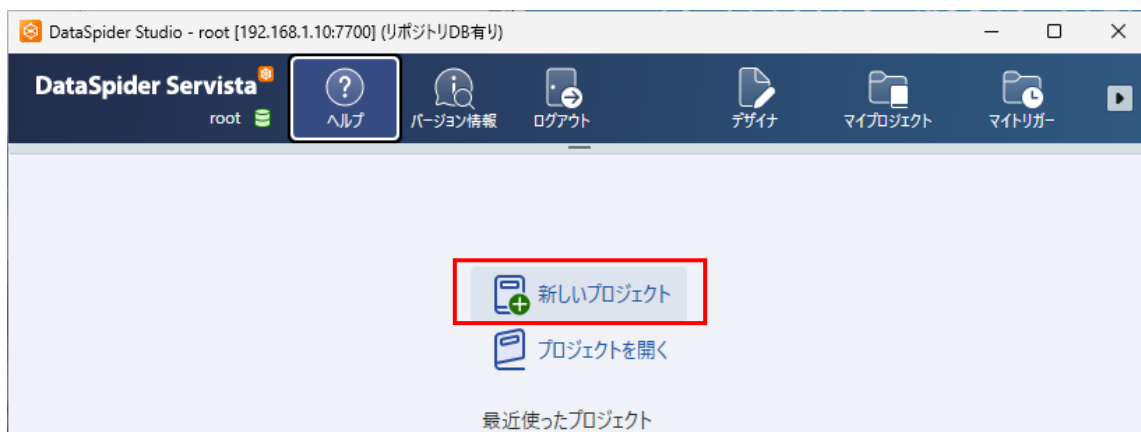 DataSpider Studio - root [192.168.1.10:7700] (リポジトリDB有り)
DataSpider Servista
root
ヘルプ
バージョン情報
ログアウト
デザイナ
マイプロジェクト
マイトリガー
新しいプロジェクト
プロジェクトを開く
最近使ったプロジェクト